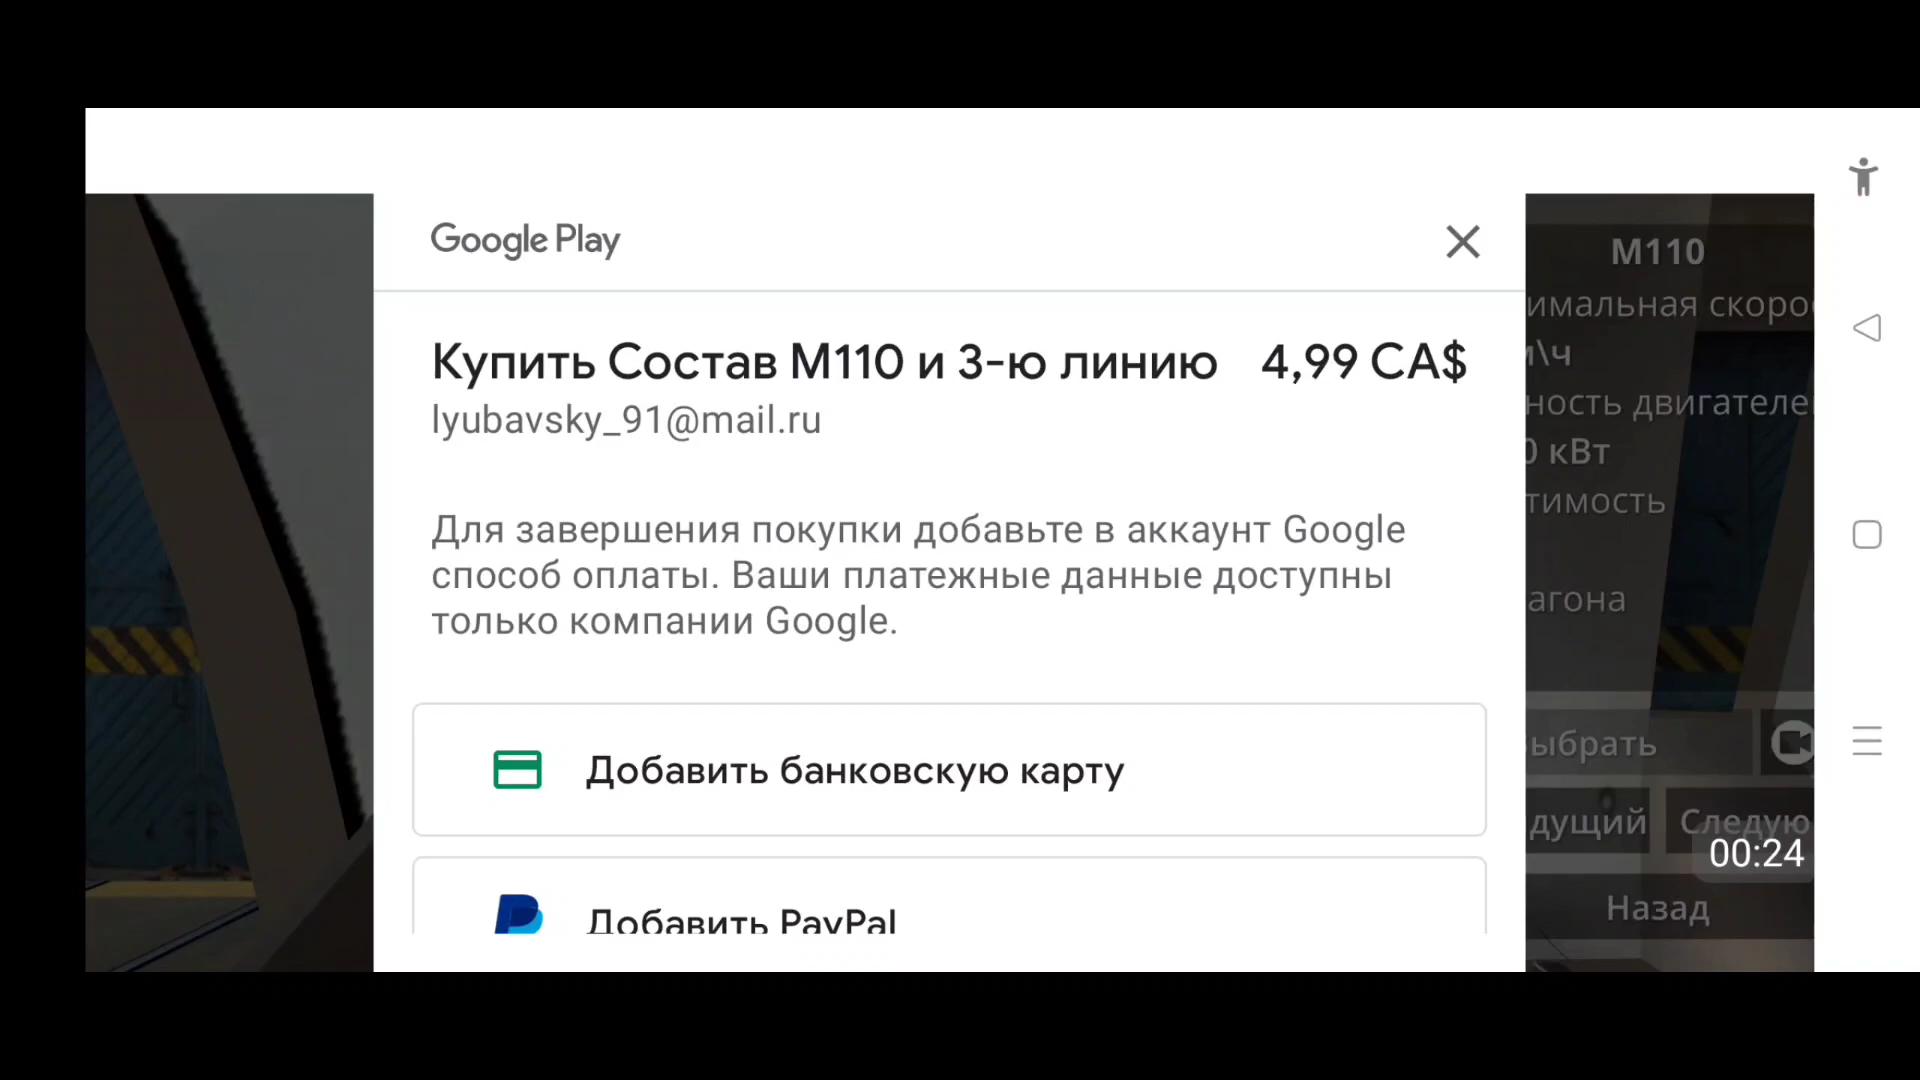 Google Play
Купить Состав М110 и 3-ю линию 4,99 CA$
lyubavsky_91@mail.ru
Для завершения покупки добавьте в аккаунт Google
способ оплаты. Ваши платежные данные доступны
только компании Google.
Добавить банковскую карту
Добавить PayPal
М110
имальная скоро
м\ч
ность двигателе
0 кВт
тимость
агона
ыбрать
дущий Следую
00:24
Назад